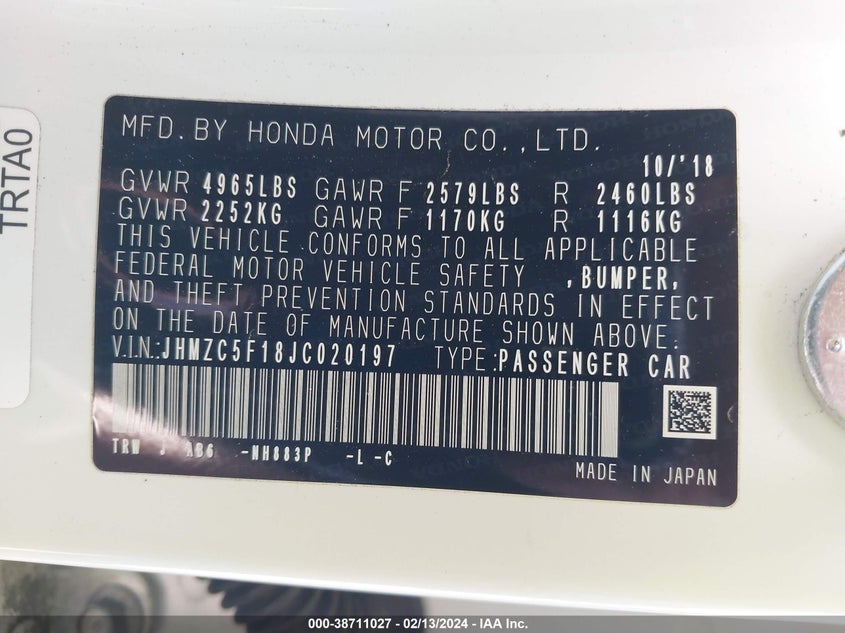 TRTA0
MFD. BY HONDA MOTOR CO.,LTD.
10/'18
GVWR 4965LBS GAWR F 2579LBS R 2460LBS
GVWR 2252KG GAWR F 1170KG R 1116KG
THIS VEHICLE CONFORMS TO ALL APPLICABLE
FEDERAL MOTOR VEHICLE SAFETY ,BUMPER,
AND THEFT PREVENTION STANDARDS IN EFFECT
ON THE DATE OF MANUFACTURE SHOWN ABOVE.
V.I.N.:JHMZC5F18JC020197 TYPE:PASSENGER CAR
TRW J -NH883P -L -C
MADE IN JAPAN
000-38711027 - 02/13/2024 - IAA Inc.